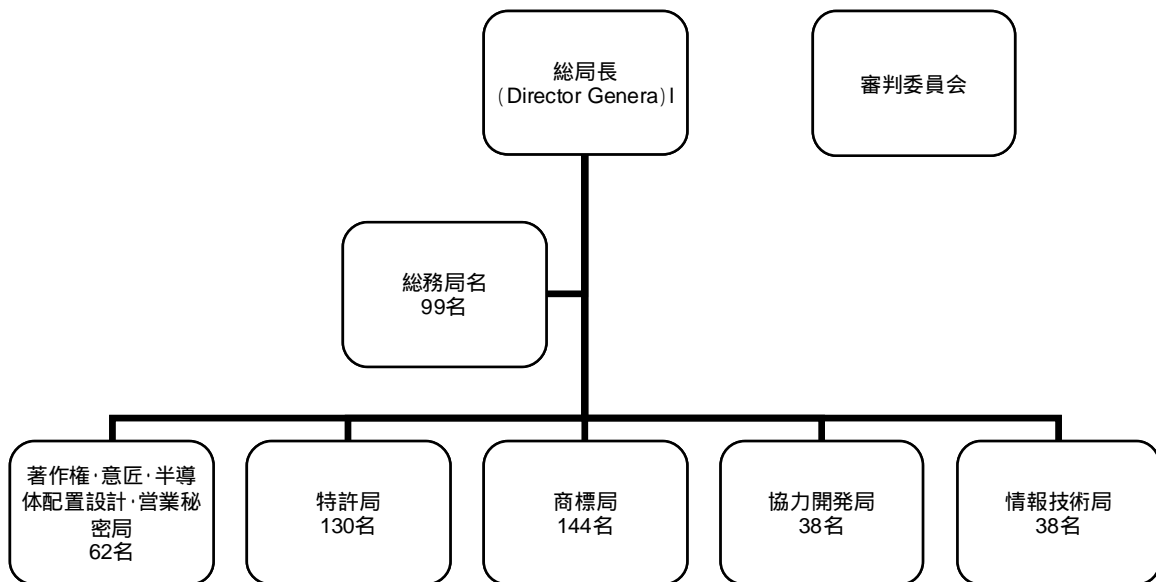 総局長
(Director Genera)l
審判委員会
総務局名
99名
著作権・意匠・半導
体配置設計・営業秘
密局
62名
特許局
130名
商標局
144名
協力開発局
38名
情報技術局
38名